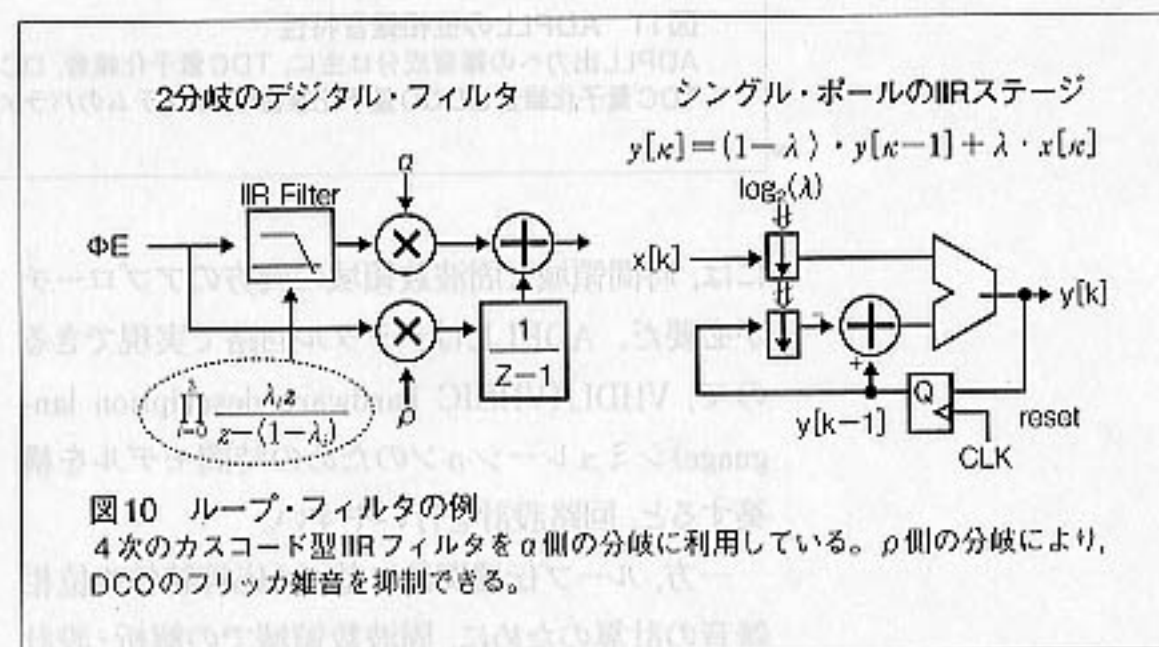 2分岐のデジタル・フィルタ
シングル・ポールのIIRステージ
y[κ]=(1-λ)・y[κ-1]+λ・x[κ]
α
IIR Filter
ΦE
1
Z-1
ρ
λᵢz
i=0 z-(1-λᵢ)
log₂(λ)
x[k]
y[k]
+
Q
y[k-1]
reset
CLK
図10 ループ・フィルタの例
4次のカスコード型IIRフィルタをα側の分岐に利用している。ρ側の分岐により,
DCOのフリッカ雑音を抑制できる。